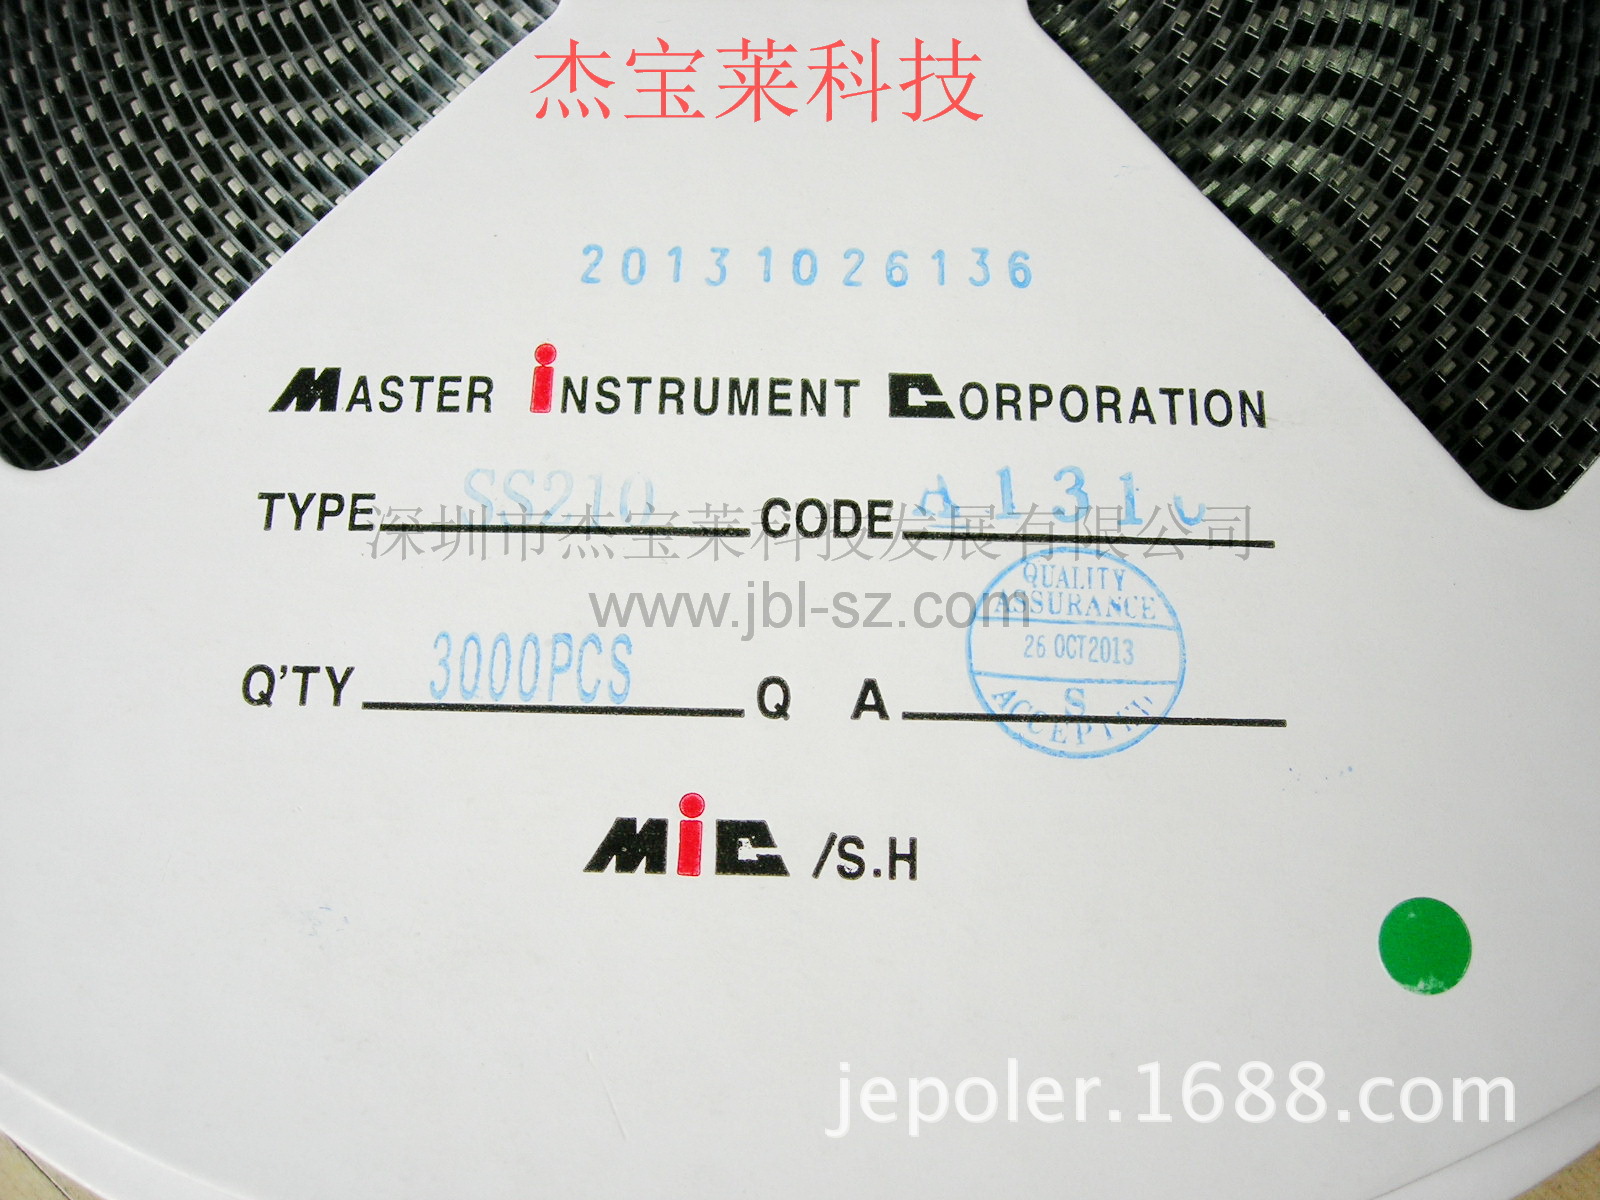 杰宝莱科技
20131026136
MASTER iNSTRUMENT CORPORATION
TYPE SS210 CODE A1310
深圳市杰宝莱科技发展有限公司
QUALITY
ASSURANCE
www.jbl-sz.com
26 OCT 2013
Q'TY 3000PCS Q A
S
ACCEPTED
MiC /S.H
jepoler.1688.com